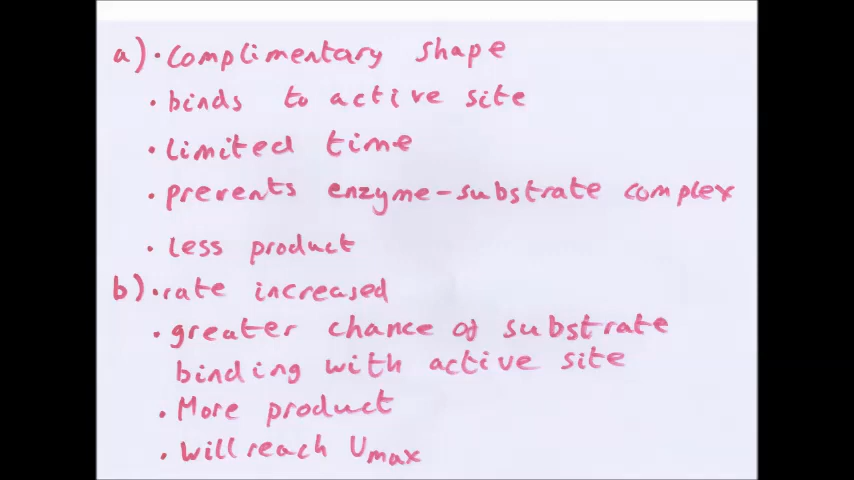 a) • Complimentary shape
• binds to active site
• Limited time
• prevents enzyme-substrate complex
• Less product
b) • rate increased
• greater chance of substrate
binding with active site
• More product
• Will reach Umax